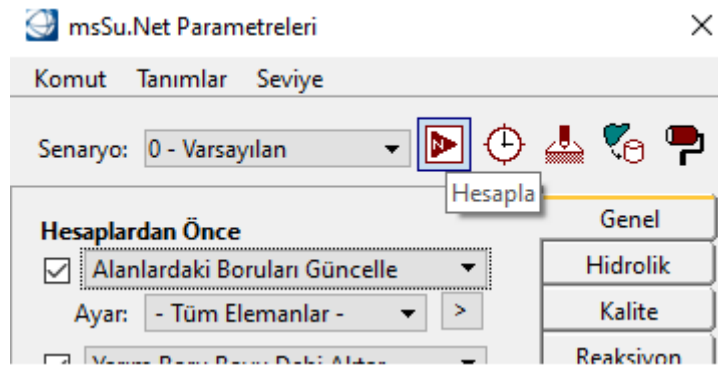 msSu.Net Parametreleri
Komut Tanımlar Seviye
Senaryo: 0 - Varsayılan
Hesapla
Hesaplardan Önce
Genel
Alanlardaki Boruları Güncelle
Hidrolik
Ayar: - Tüm Elemanlar - >
Kalite
Reaksiyon